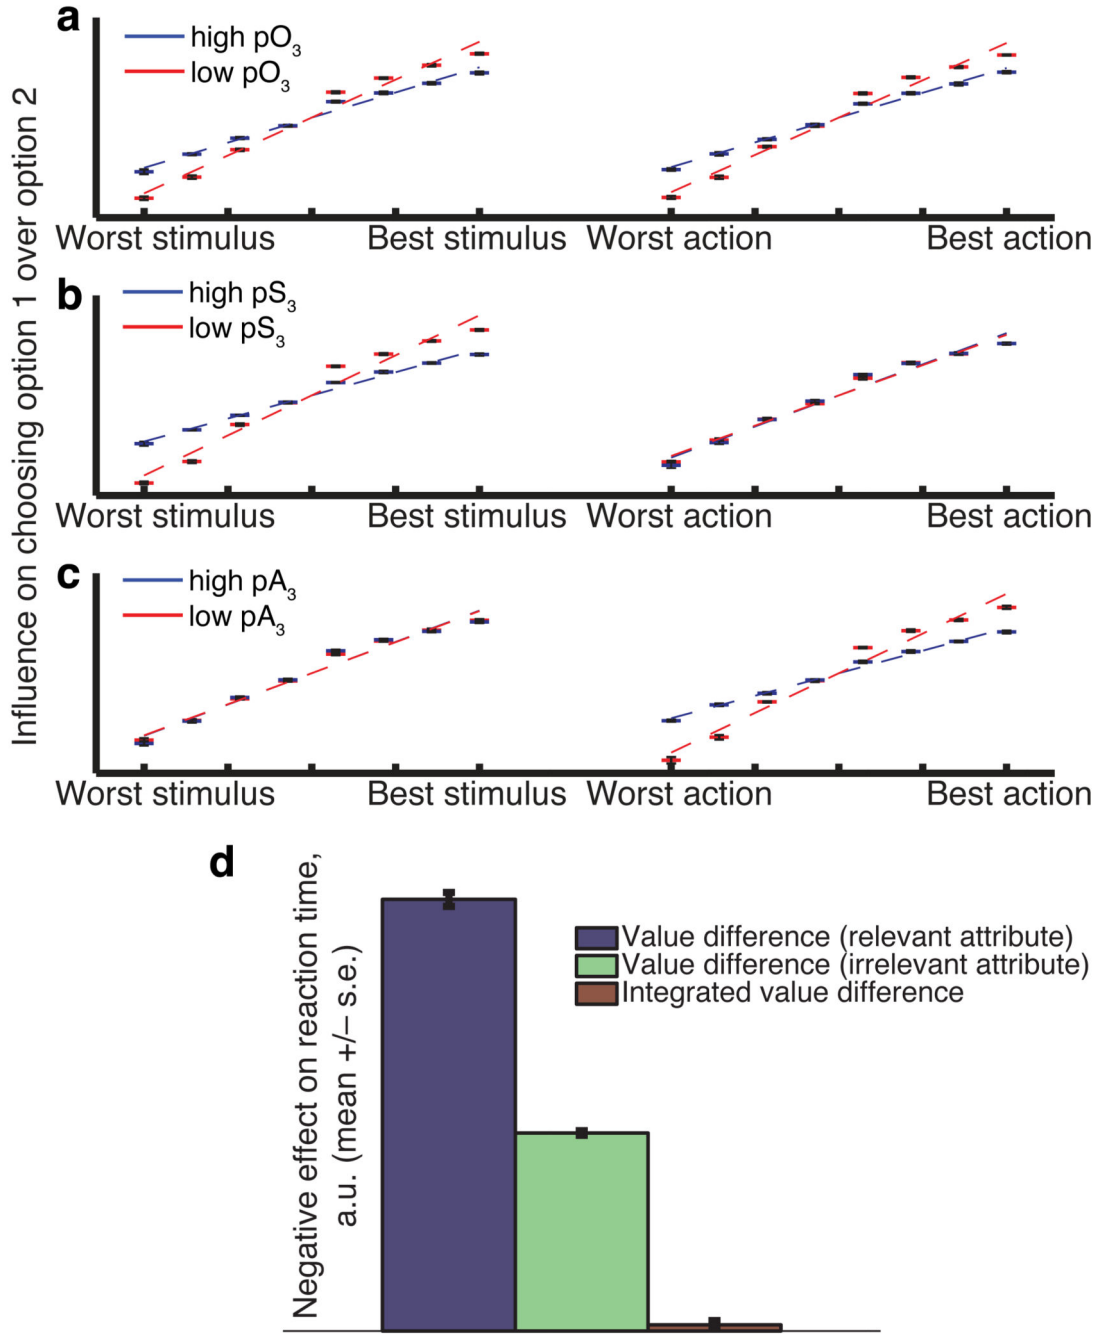 a
high pO3
low pO3
Worst stimulus Best stimulus Worst action Best action
Influence on choosing option 1 over option 2
b
high pS3
low pS3
Worst stimulus Best stimulus Worst action Best action
c
high pA3
low pA3
Worst stimulus Best stimulus Worst action Best action
d
Negative effect on reaction time,
a.u. (mean +/− s.e.)
Value difference (relevant attribute)
Value difference (irrelevant attribute)
Integrated value difference